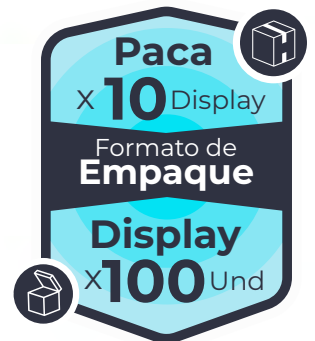 Paca
X 10 Display
Formato de
Empaque
Display
X 100 Und